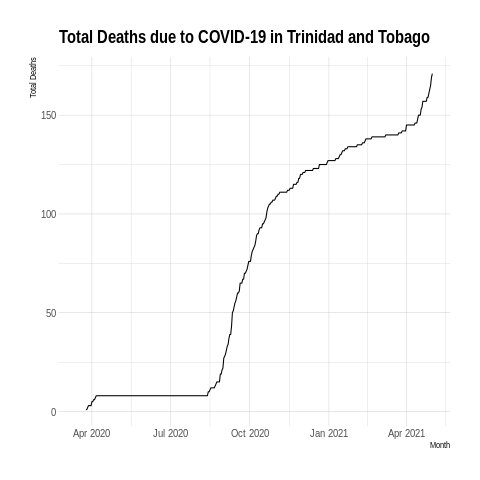 Total Deaths due to COVID-19 in Trinidad and Tobago
Total Deaths
150
100
50
0
Apr 2020 Jul 2020 Oct 2020 Jan 2021 Apr 2021
Month